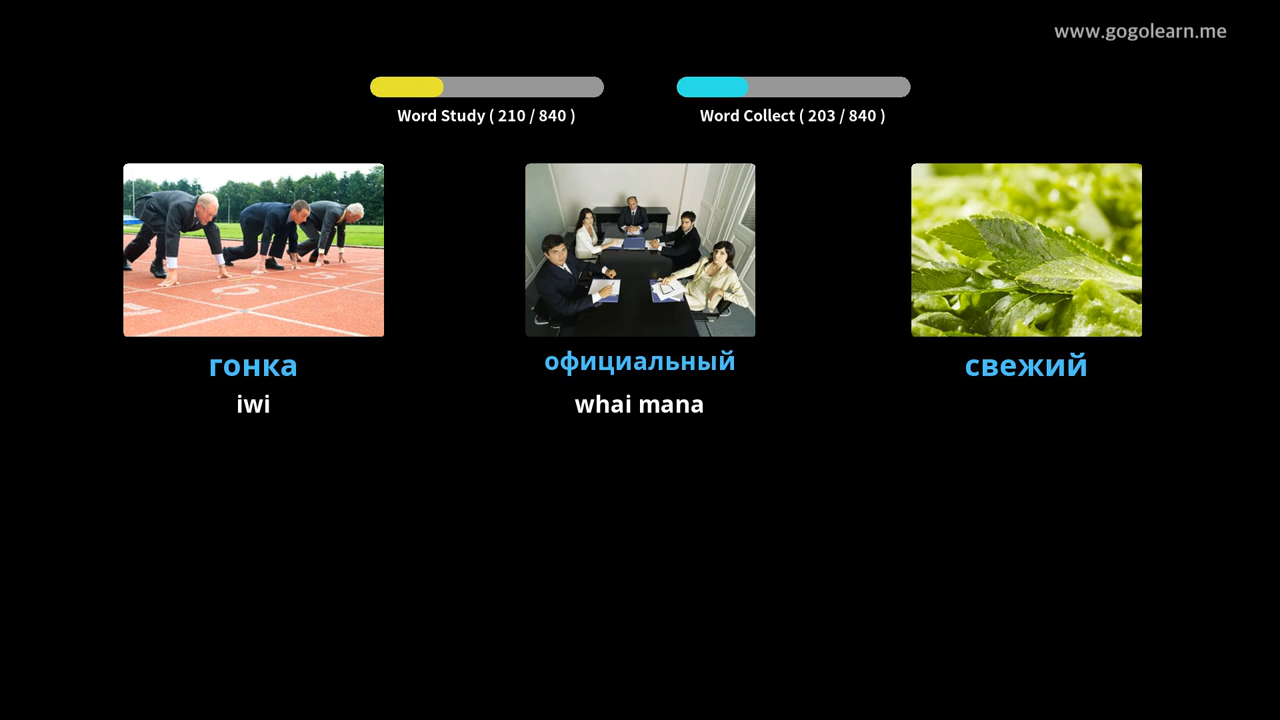 www.gogolearn.me
Word Study ( 210 / 840 )
Word Collect ( 203 / 840 )
гонка
официальный
свежий
iwi
whai mana